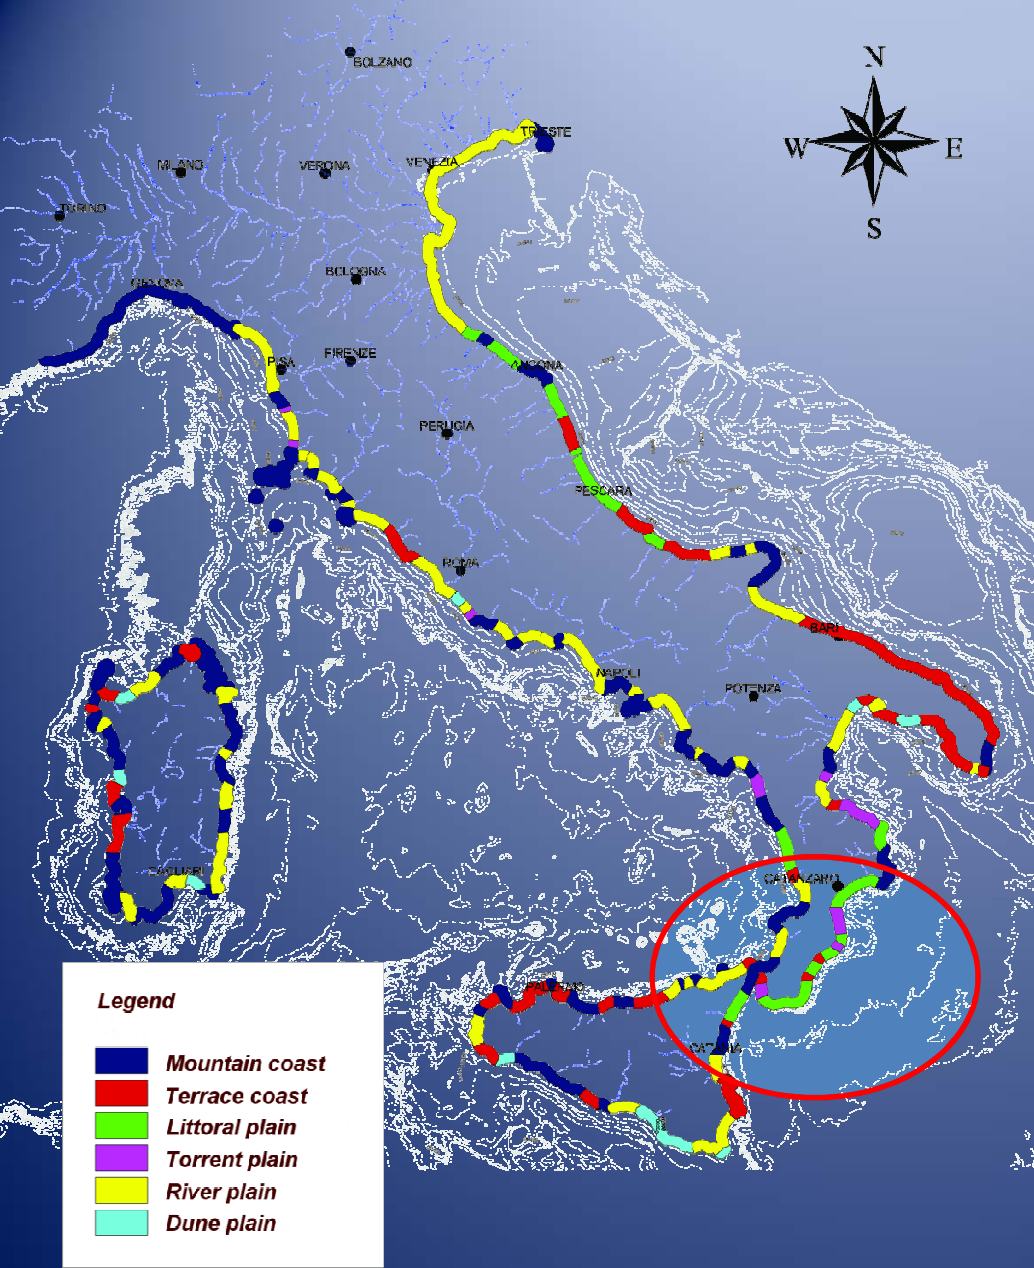 BOLZANO
N
TRIESTE
W
E
MILANO
VERONA
VENEZIA
TORINO
S
BOLOGNA
GENOVA
PISA
FIRENZE
ANCONA
PERUGIA
PESCARA
ROMA
BARI
NAPOLI
POTENZA
CAGLIARI
CATANZARO
PALERMO
CATANIA
Legend
Mountain coast
Terrace coast
Littoral plain
Torrent plain
River plain
Dune plain